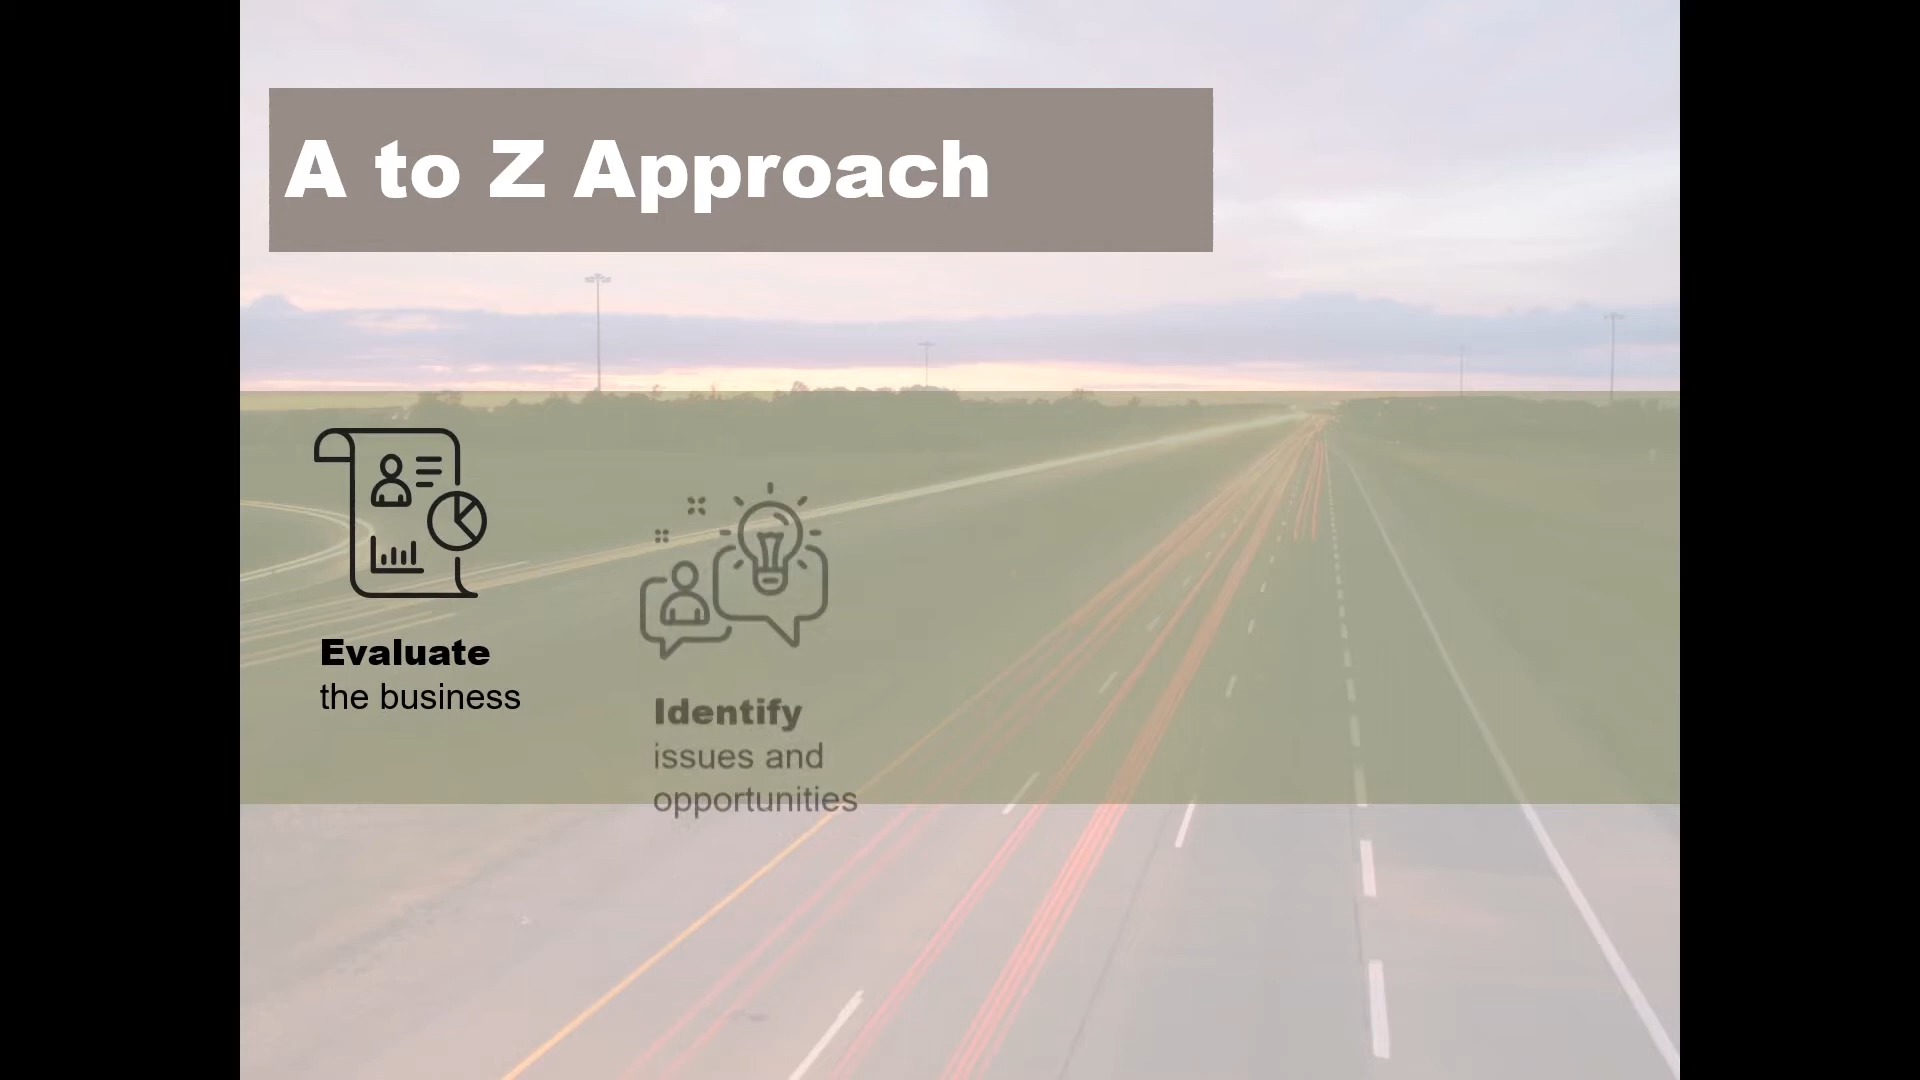 A to Z Approach
Evaluate
the business
Identify
issues and
opportunities